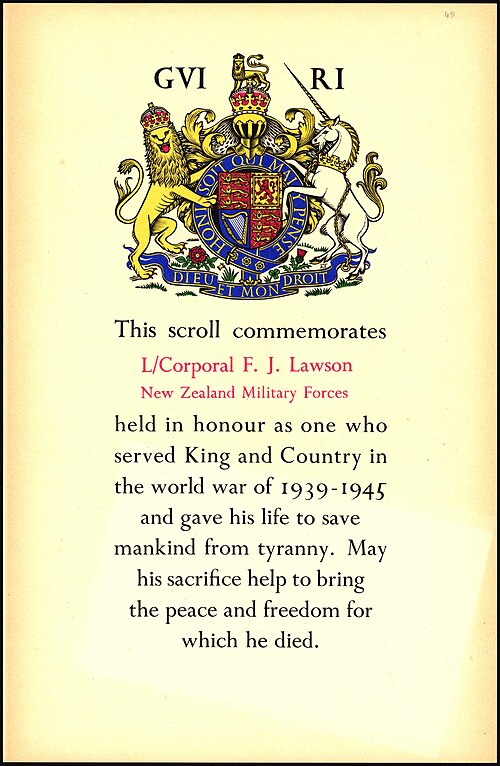 49
GVI RI
HONI SOIT QUI MAL Y PENSE
DIEU ET MON DROIT
This scroll commemorates
L/Corporal F. J. Lawson
New Zealand Military Forces
held in honour as one who
served King and Country in
the world war of 1939-1945
and gave his life to save
mankind from tyranny. May
his sacrifice help to bring
the peace and freedom for
which he died.